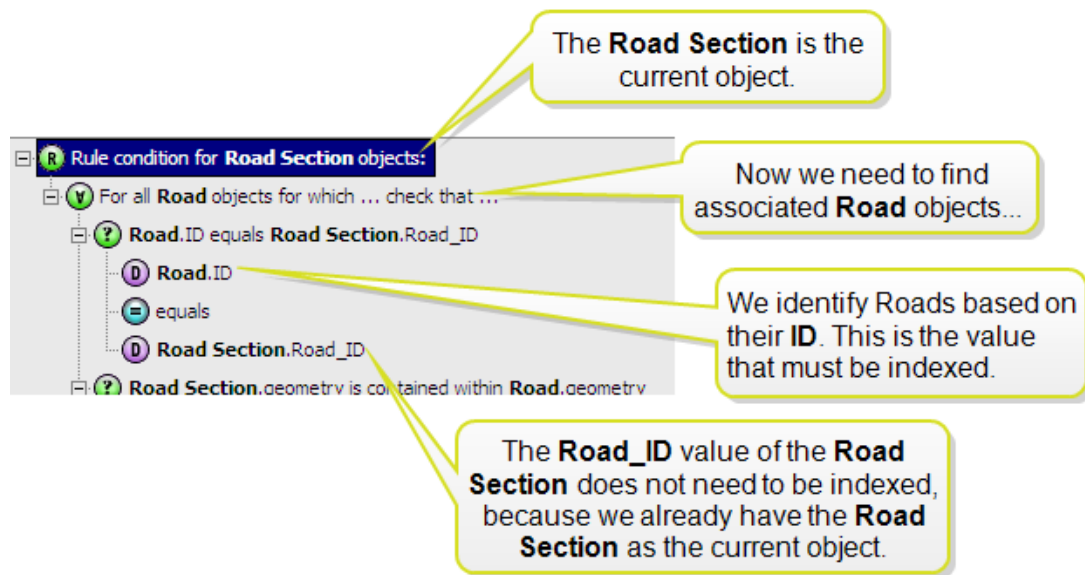 The Road Section is the
current object.
R Rule condition for Road Section objects:
∀ For all Road objects for which ... check that ...
Now we need to find
associated Road objects...
? Road.ID equals Road Section.Road_ID
D Road.ID
= equals
D Road Section.Road_ID
We identify Roads based on
their ID. This is the value
that must be indexed.
? Road Section.geometry is contained within Road.geometry
The Road_ID value of the Road
Section does not need to be indexed,
because we already have the Road
Section as the current object.